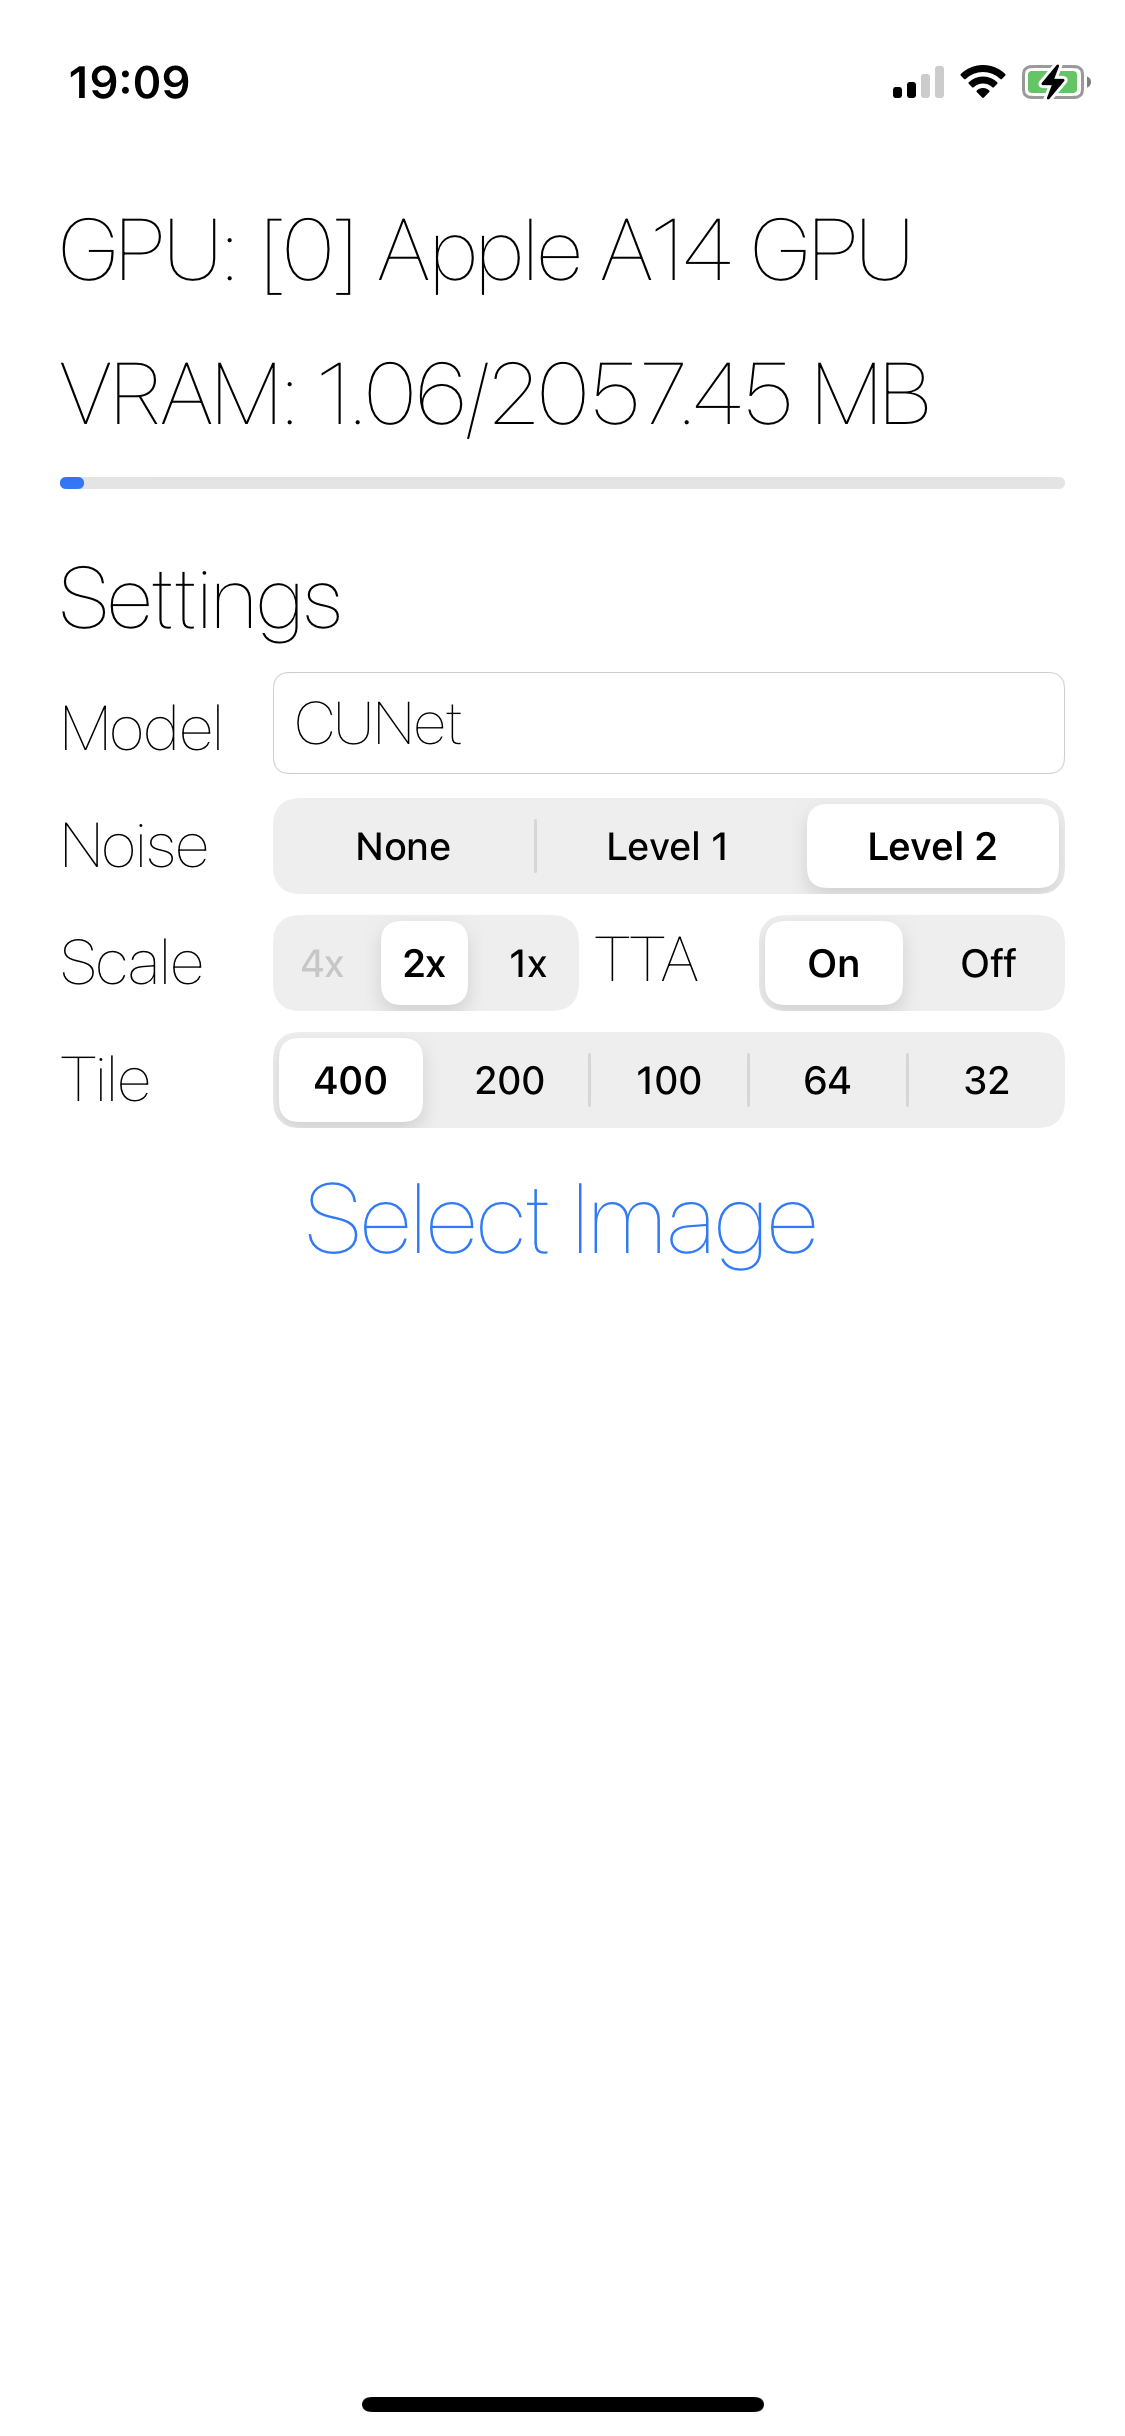 19:09
GPU: [0] Apple A14 GPU
VRAM: 1.06/2057.45 MB
Settings
Model CUNet
Noise None Level 1 Level 2
Scale 4x 2x 1x TTA On Off
Tile 400 200 100 64 32
Select Image